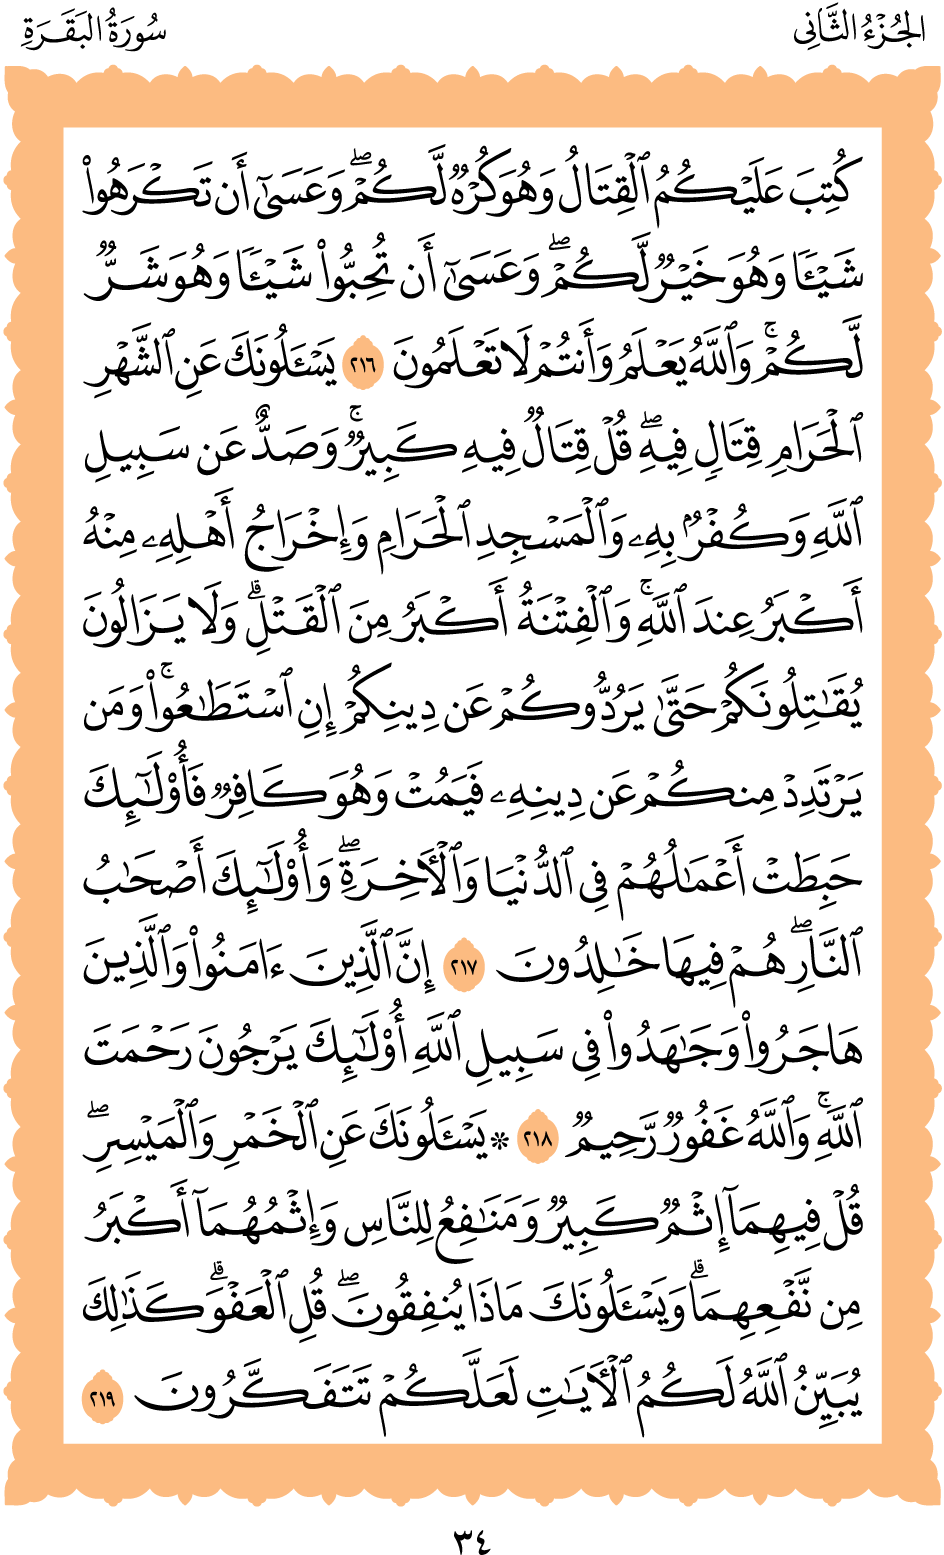 الجُزْءُ الثَّانِي
سُورَةُ البَقَرَةِ
كُتِبَ عَلَيۡكُمُ ٱلۡقِتَالُ وَهُوَ كُرۡهٞ لَّكُمۡۖ وَعَسَىٰٓ أَن تَكۡرَهُواْ
شَيۡـٔٗا وَهُوَ خَيۡرٞ لَّكُمۡۖ وَعَسَىٰٓ أَن تُحِبُّواْ شَيۡـٔٗا وَهُوَ شَرّٞ
لَّكُمۡۚ وَٱللَّهُ يَعۡلَمُ وَأَنتُمۡ لَا تَعۡلَمُونَ ٢١٦ يَسۡـَٔلُونَكَ عَنِ ٱلشَّهۡرِ
ٱلۡحَرَامِ قِتَالٖ فِيهِۖ قُلۡ قِتَالٞ فِيهِ كَبِيرٞۚ وَصَدٌّ عَن سَبِيلِ
ٱللَّهِ وَكُفۡرُۢ بِهِۦ وَٱلۡمَسۡجِدِ ٱلۡحَرَامِ وَإِخۡرَاجُ أَهۡلِهِۦ مِنۡهُ
أَكۡبَرُ عِندَ ٱللَّهِۚ وَٱلۡفِتۡنَةُ أَكۡبَرُ مِنَ ٱلۡقَتۡلِۗ وَلَا يَزَالُونَ
يُقَٰتِلُونَكُمۡ حَتَّىٰ يَرُدُّوكُمۡ عَن دِينِكُمۡ إِنِ ٱسۡتَطَٰعُواْۚ وَمَن
يَرۡتَدِدۡ مِنكُمۡ عَن دِينِهِۦ فَيَمُتۡ وَهُوَ كَافِرٞ فَأُوْلَٰٓئِكَ
حَبِطَتۡ أَعۡمَٰلُهُمۡ فِي ٱلدُّنۡيَا وَٱلۡأٓخِرَةِۖ وَأُوْلَٰٓئِكَ أَصۡحَٰبُ
ٱلنَّارِۖ هُمۡ فِيهَا خَٰلِدُونَ ٢١٧ إِنَّ ٱلَّذِينَ ءَامَنُواْ وَٱلَّذِينَ
هَاجَرُواْ وَجَٰهَدُواْ فِي سَبِيلِ ٱللَّهِ أُوْلَٰٓئِكَ يَرۡجُونَ رَحۡمَتَ
ٱللَّهِۚ وَٱللَّهُ غَفُورٞ رَّحِيمٞ ٢١٨ ۞ يَسۡـَٔلُونَكَ عَنِ ٱلۡخَمۡرِ وَٱلۡمَيۡسِرِۖ
قُلۡ فِيهِمَآ إِثۡمٞ كَبِيرٞ وَمَنَٰفِعُ لِلنَّاسِ وَإِثۡمُهُمَآ أَكۡبَرُ
مِن نَّفۡعِهِمَاۗ وَيَسۡـَٔلُونَكَ مَاذَا يُنفِقُونَۖ قُلِ ٱلۡعَفۡوَۗ كَذَٰلِكَ
يُبَيِّنُ ٱللَّهُ لَكُمُ ٱلۡأٓيَٰتِ لَعَلَّكُمۡ تَتَفَكَّرُونَ ٢١٩
٣٤